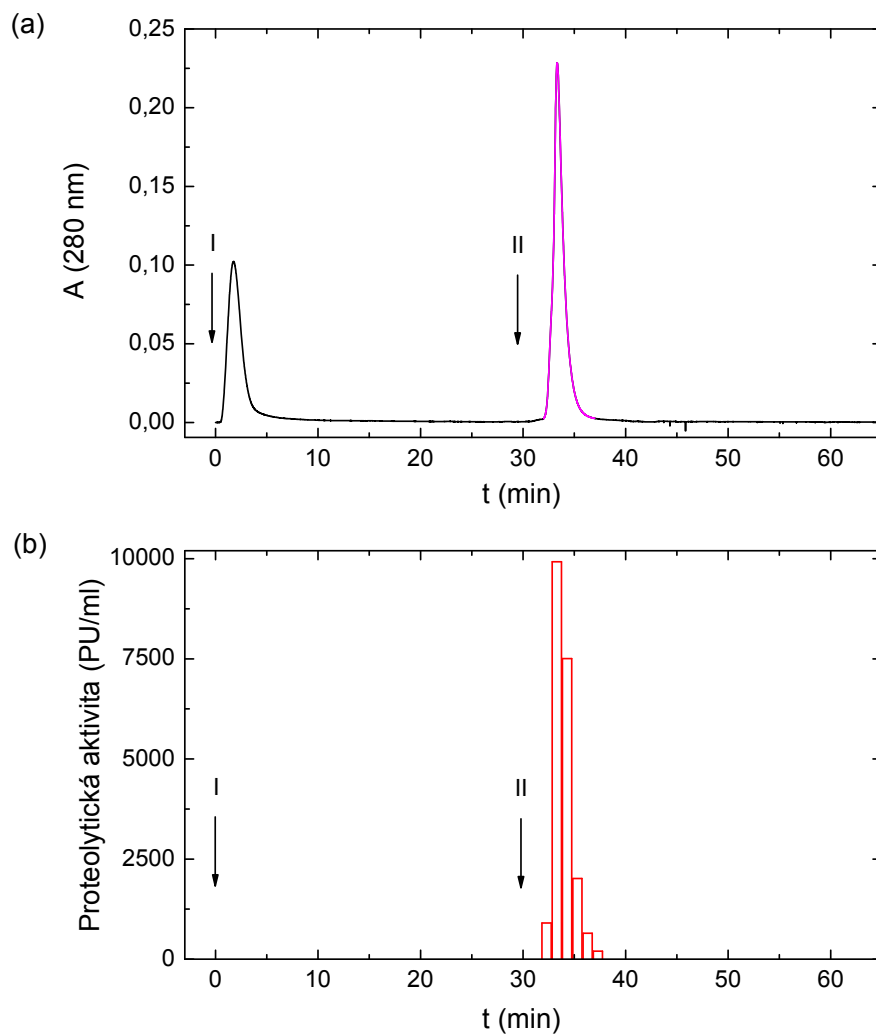 (a)
0,25
0,20
0,15
0,10
0,05
0,00
A (280 nm)
I
II
0 10 20 30 40 50 60
t (min)
(b)
10000
7500
5000
2500
0
Proteolytická aktivita (PU/ml)
I
II
0 10 20 30 40 50 60
t (min)